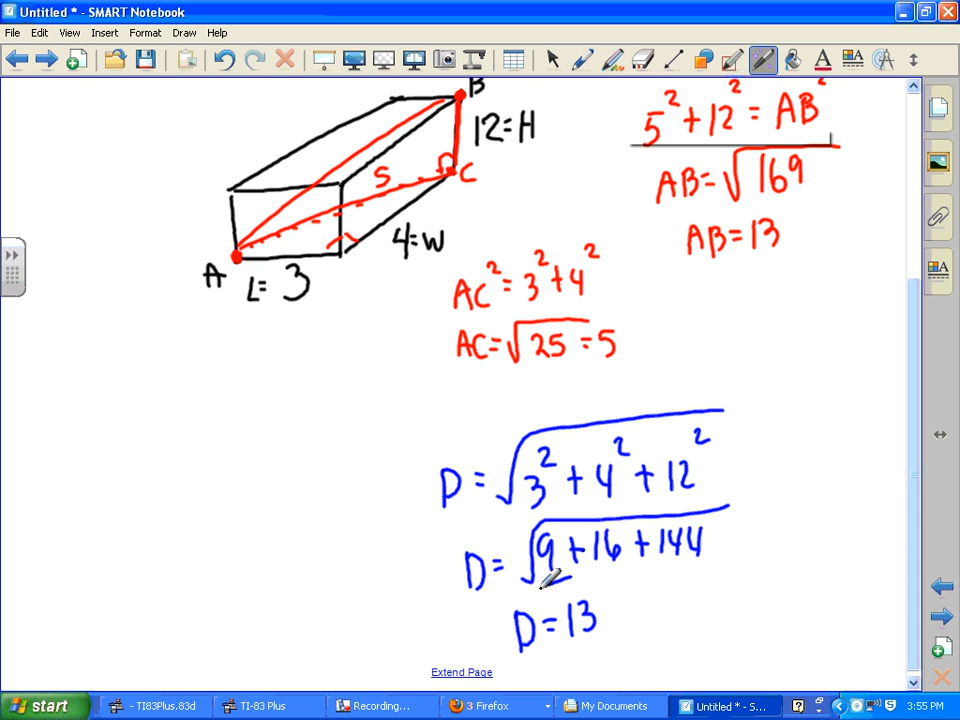 Untitled * - SMART Notebook
File Edit View Insert Format Draw Help
B
12=H
5
C
4=W
A
L= 3
5² + 12² = AB²
AB=√169
AB=13
AC² = 3² + 4²
AC=√25 = 5
D = √3² + 4² + 12²
D = √9 + 16 + 144
D = 13
Extend Page
start
- TI83Plus.83d
TI-83 Plus
Recording...
3 Firefox
My Documents
Untitled * - S...
3:55 PM